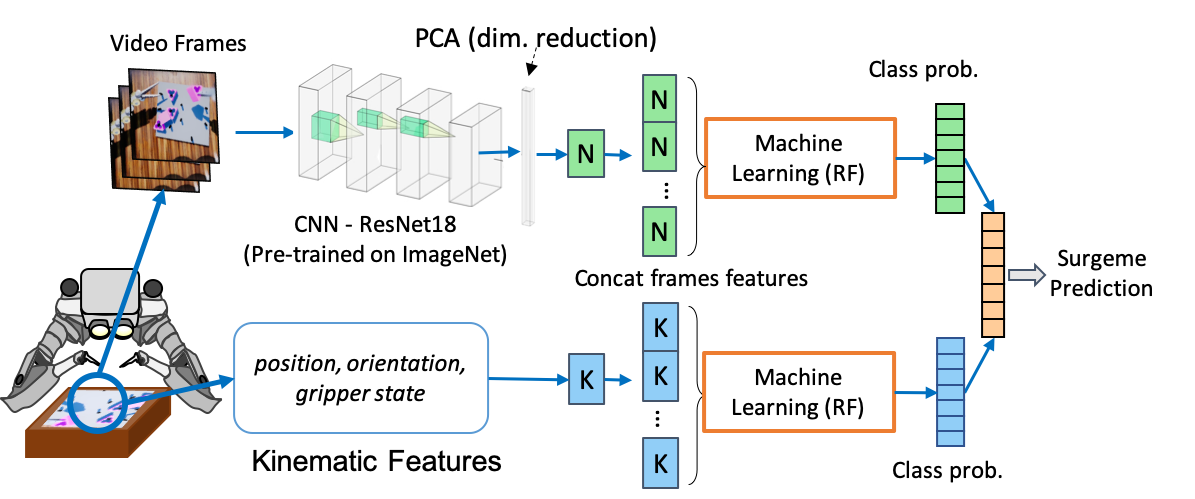 PCA (dim. reduction)
Video Frames
Class prob.
N
N
N
⋮
N
Machine
Learning (RF)
CNN - ResNet18
(Pre-trained on ImageNet)
Concat frames features
Surgeme
Prediction
position, orientation,
gripper state
K
K
K
⋮
K
Machine
Learning (RF)
Kinematic Features
Class prob.